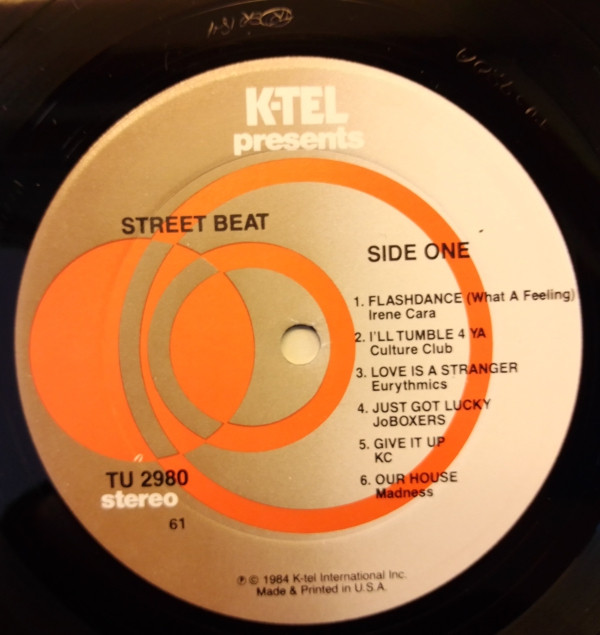 K-TEL
presents
STREET BEAT
SIDE ONE
1. FLASHDANCE (What A Feeling)
Irene Cara
2. I'LL TUMBLE 4 YA
Culture Club
3. LOVE IS A STRANGER
Eurythmics
4. JUST GOT LUCKY
JoBOXERS
5. GIVE IT UP
KC
6. OUR HOUSE
Madness
TU 2980
stereo
61
℗ © 1984 K-tel International Inc.
Made & Printed in U.S.A.